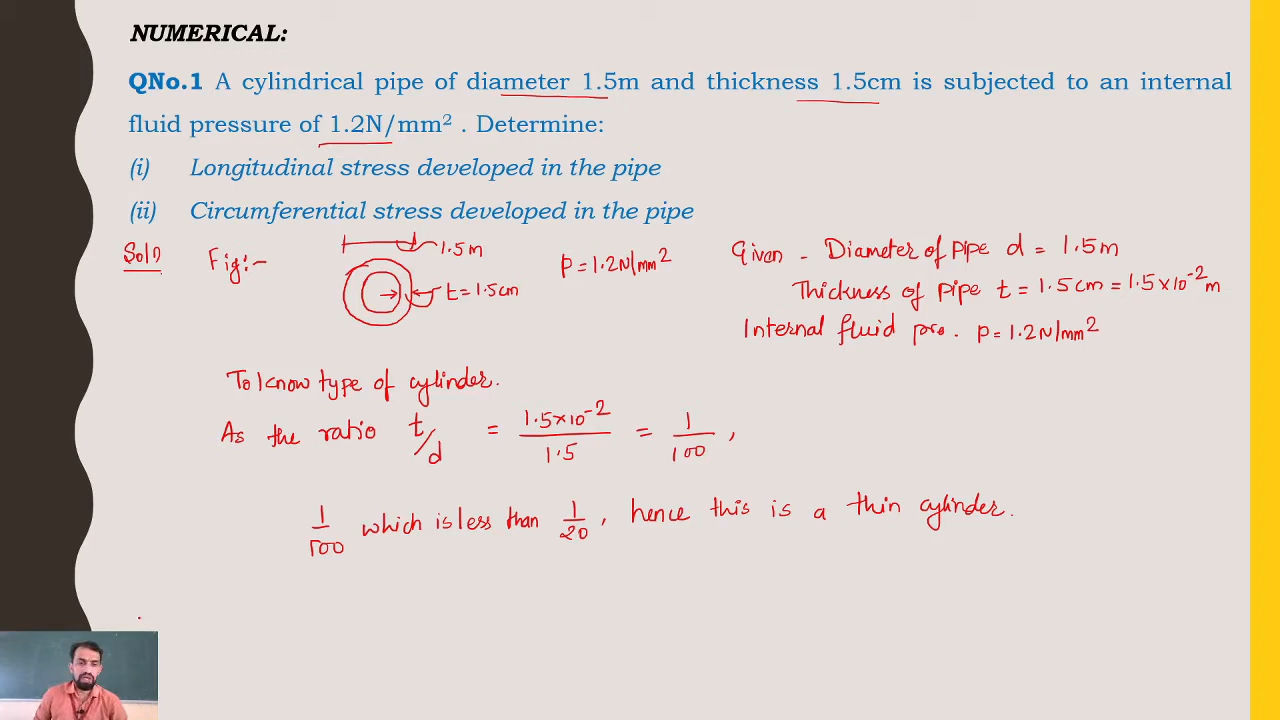 NUMERICAL:
QNo.1 A cylindrical pipe of diameter 1.5m and thickness 1.5cm is subjected to an internal
fluid pressure of 1.2N/mm². Determine:
(i) Longitudinal stress developed in the pipe
(ii) Circumferential stress developed in the pipe
Soln Fig:-
1.5m
t = 1.5cm
P = 1.2N/mm²
Given - Diameter of pipe d = 1.5m
Thickness of pipe t = 1.5cm = 1.5×10⁻² m
Internal fluid pre. P = 1.2N/mm²
To know type of cylinder.
As the ratio t/d = 1.5×10⁻²/1.5 = 1/100,
1/100 which is less than 1/20, hence this is a thin cylinder.